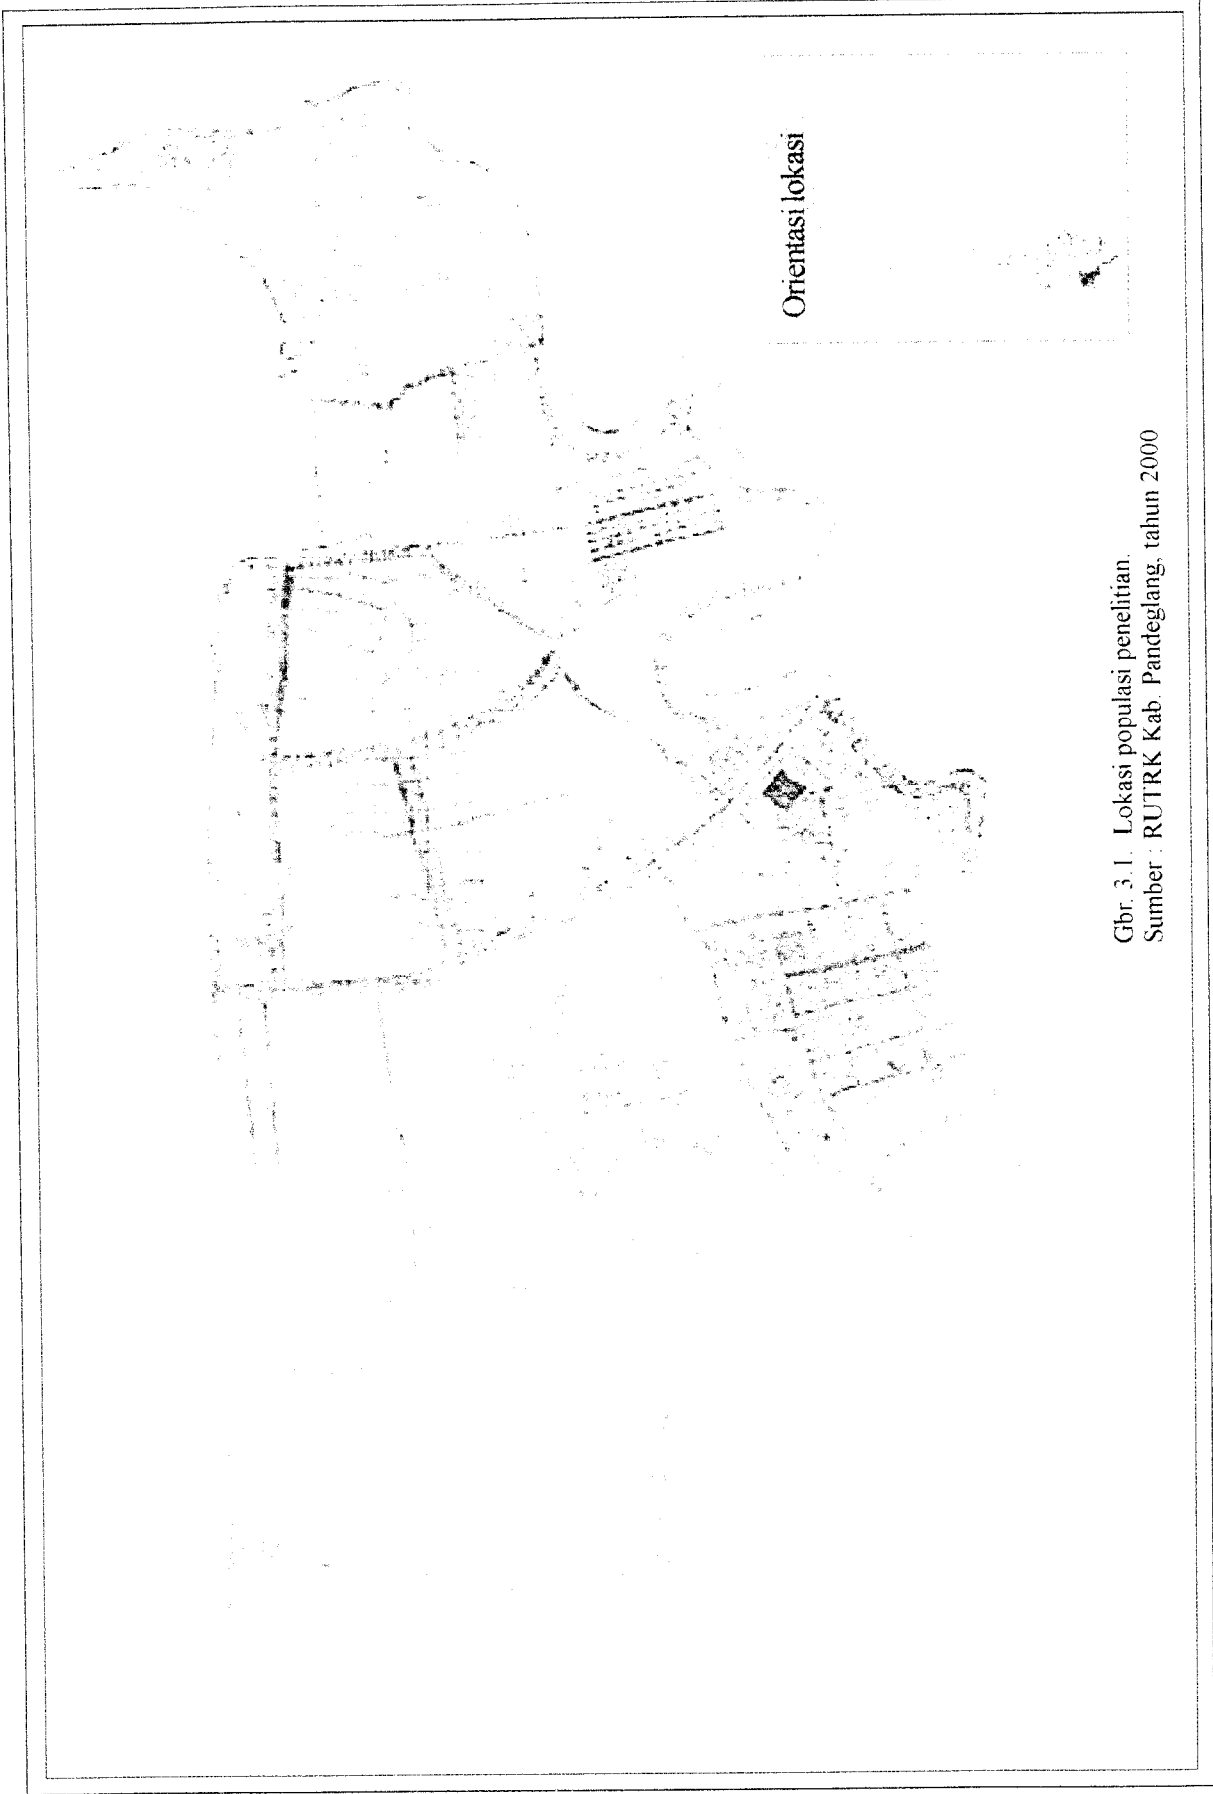 Orientasi lokasi
Gbr. 3.1. Lokasi populasi penelitian.
Sumber : RUTRK Kab. Pandeglang, tahun 2000